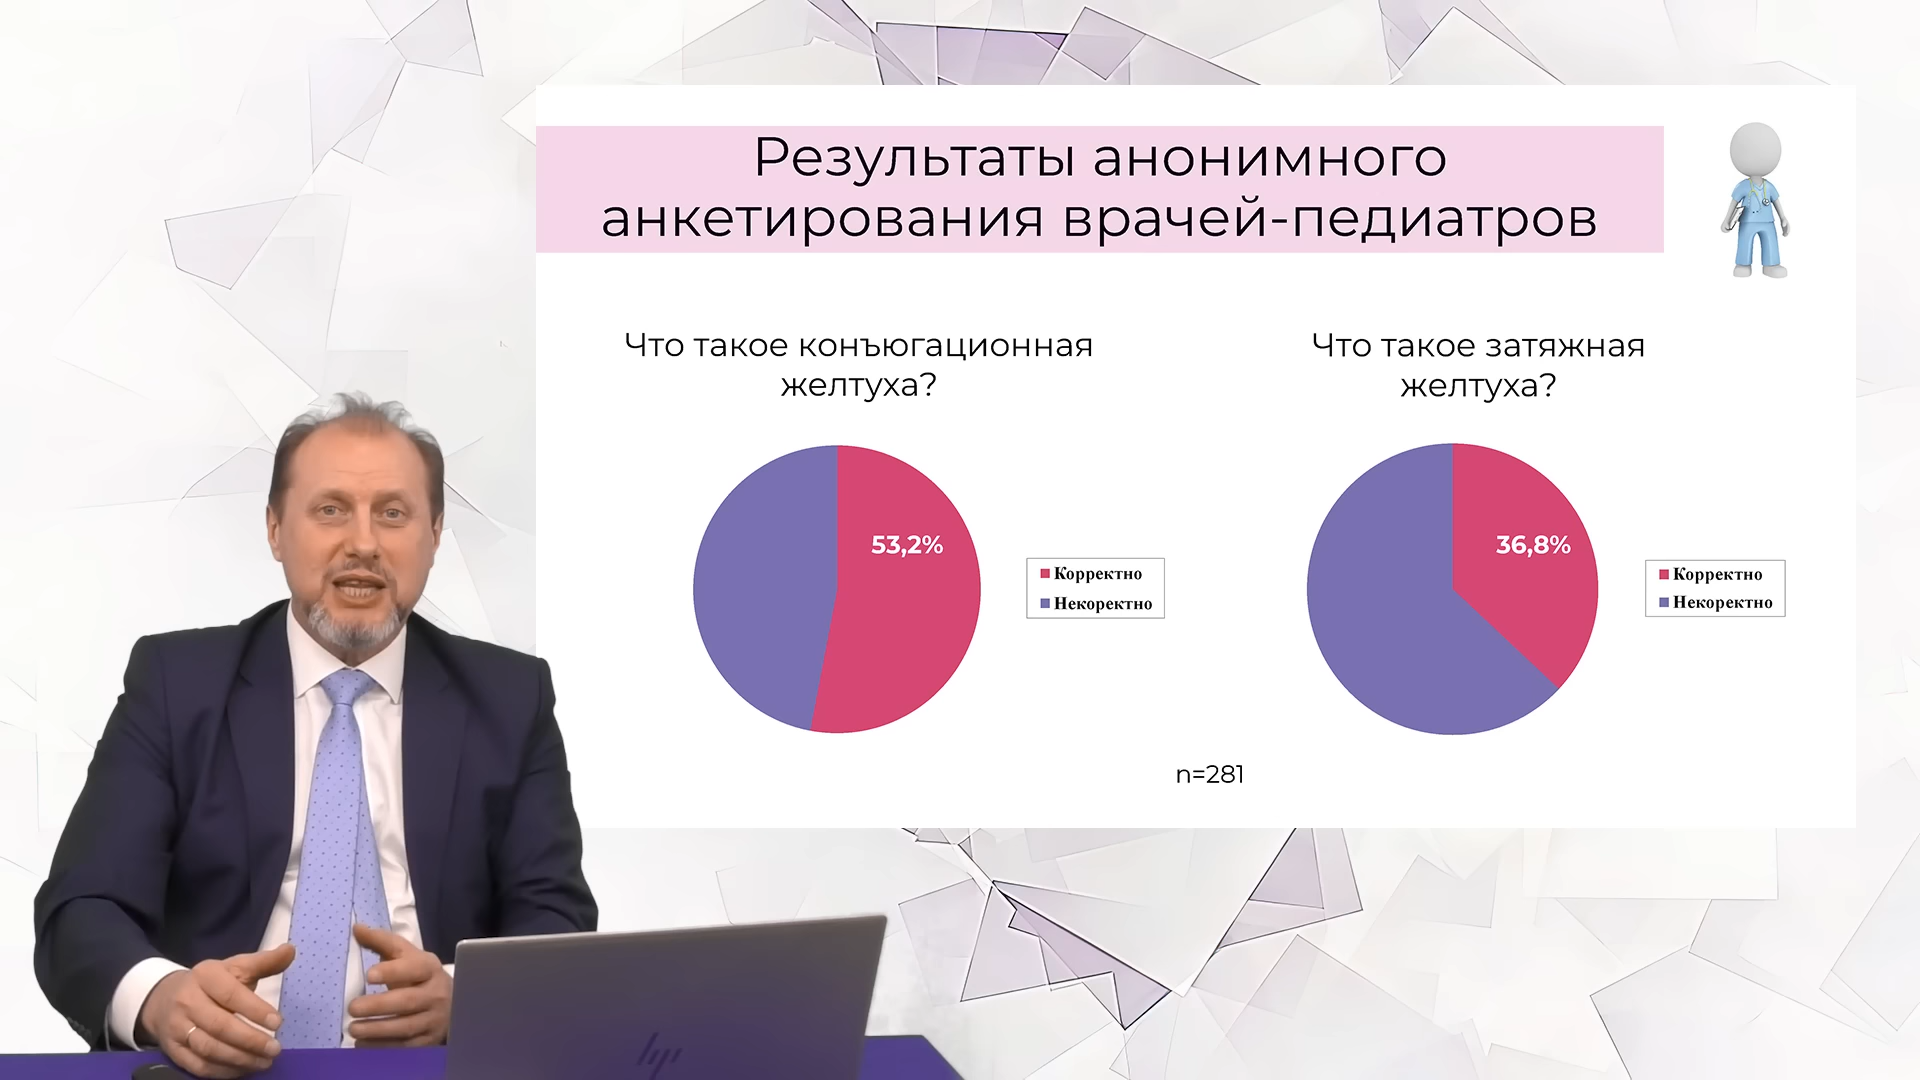 Результаты анонимного
анкетирования врачей-педиатров
Что такое конъюгационная
желтуха?
Что такое затяжная
желтуха?
53,2%
Корректно
Некоректно
36,8%
Корректно
Некоректно
n=281
hp